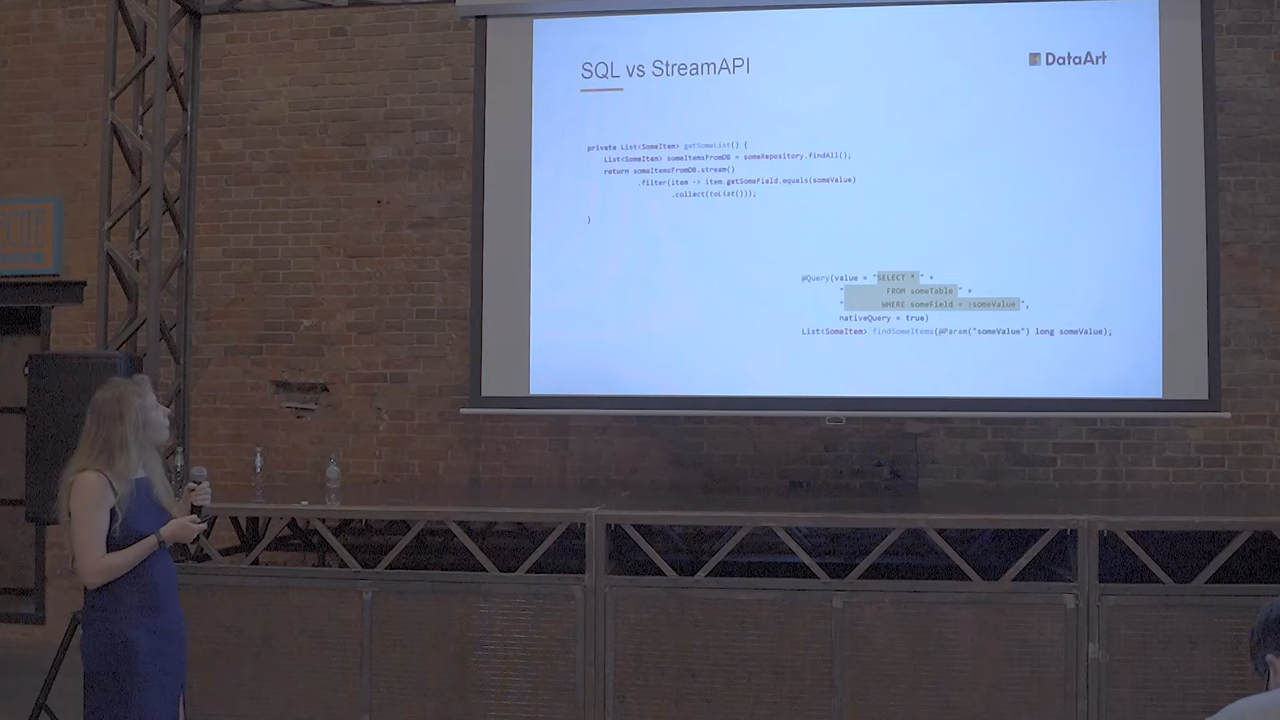 SQL vs StreamAPI
DataArt
private List<SomeItem> getSomeList() {
List<SomeItem> someItemsFromDB = someRepository.findAll();
return someItemsFromDB.stream()
.filter(item -> item.getSomeField.equals(someValue)
.collect(toList()));
}
@Query(value = "SELECT *" +
" FROM someTable " +
" WHERE someField = :someValue ",
nativeQuery = true)
List<SomeItem> findSomeItems(@Param("someValue") long someValue);